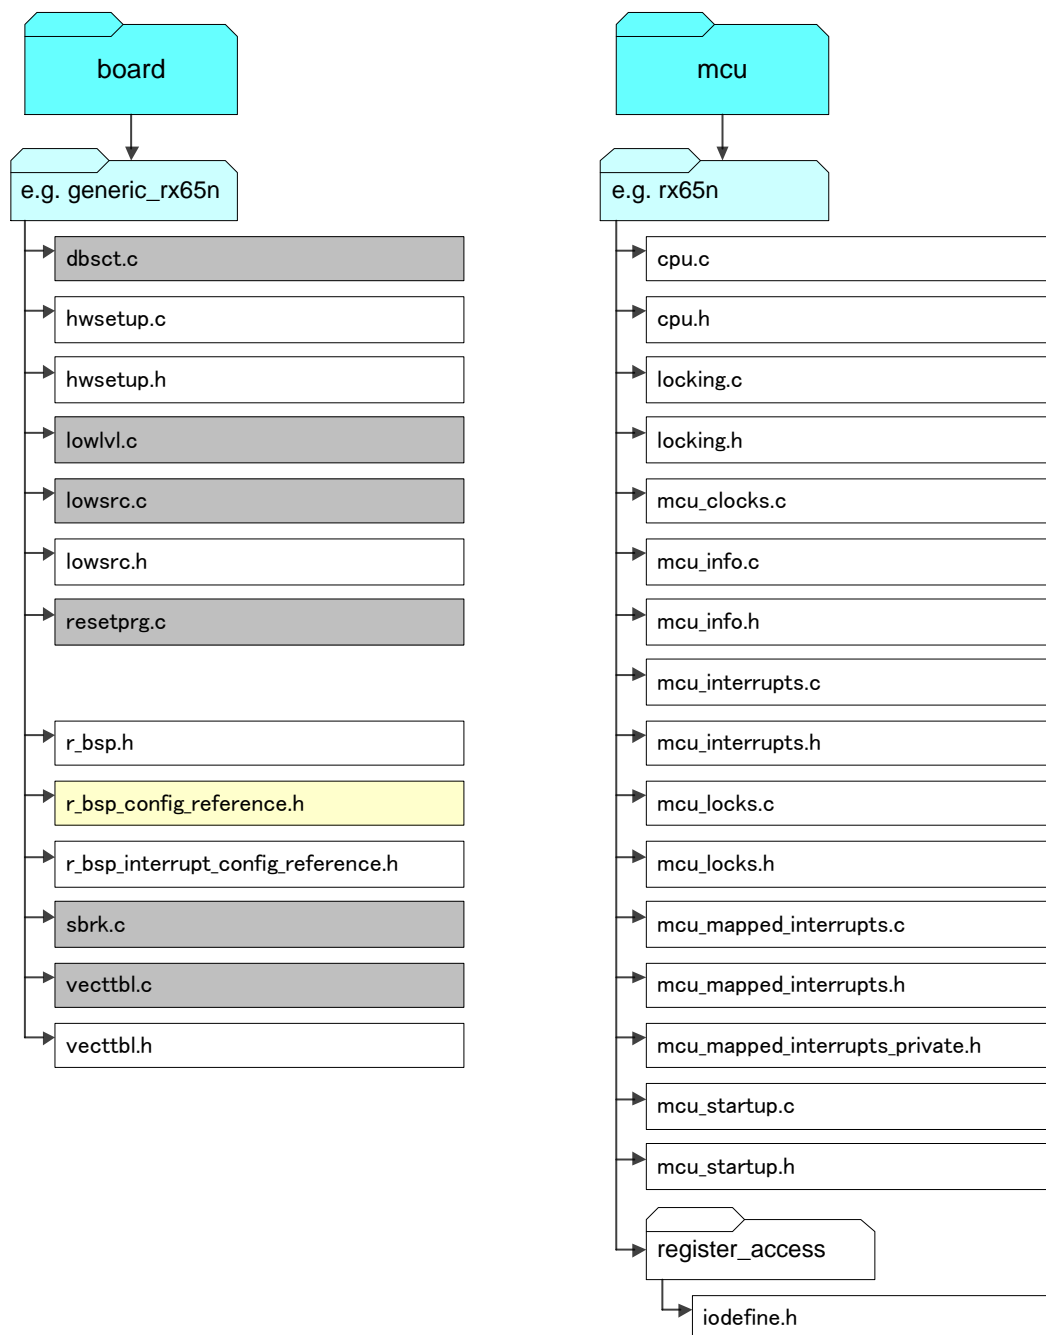 board
e.g. generic_rx65n
dbsct.c
hwsetup.c
hwsetup.h
lowlvl.c
lowsrc.c
lowsrc.h
resetprg.c
r_bsp.h
r_bsp_config_reference.h
r_bsp_interrupt_config_reference.h
sbrk.c
vecttbl.c
vecttbl.h
mcu
e.g. rx65n
cpu.c
cpu.h
locking.c
locking.h
mcu_clocks.c
mcu_info.c
mcu_info.h
mcu_interrupts.c
mcu_interrupts.h
mcu_locks.c
mcu_locks.h
mcu_mapped_interrupts.c
mcu_mapped_interrupts.h
mcu_mapped_interrupts_private.h
mcu_startup.c
mcu_startup.h
register_access
iodefine.h